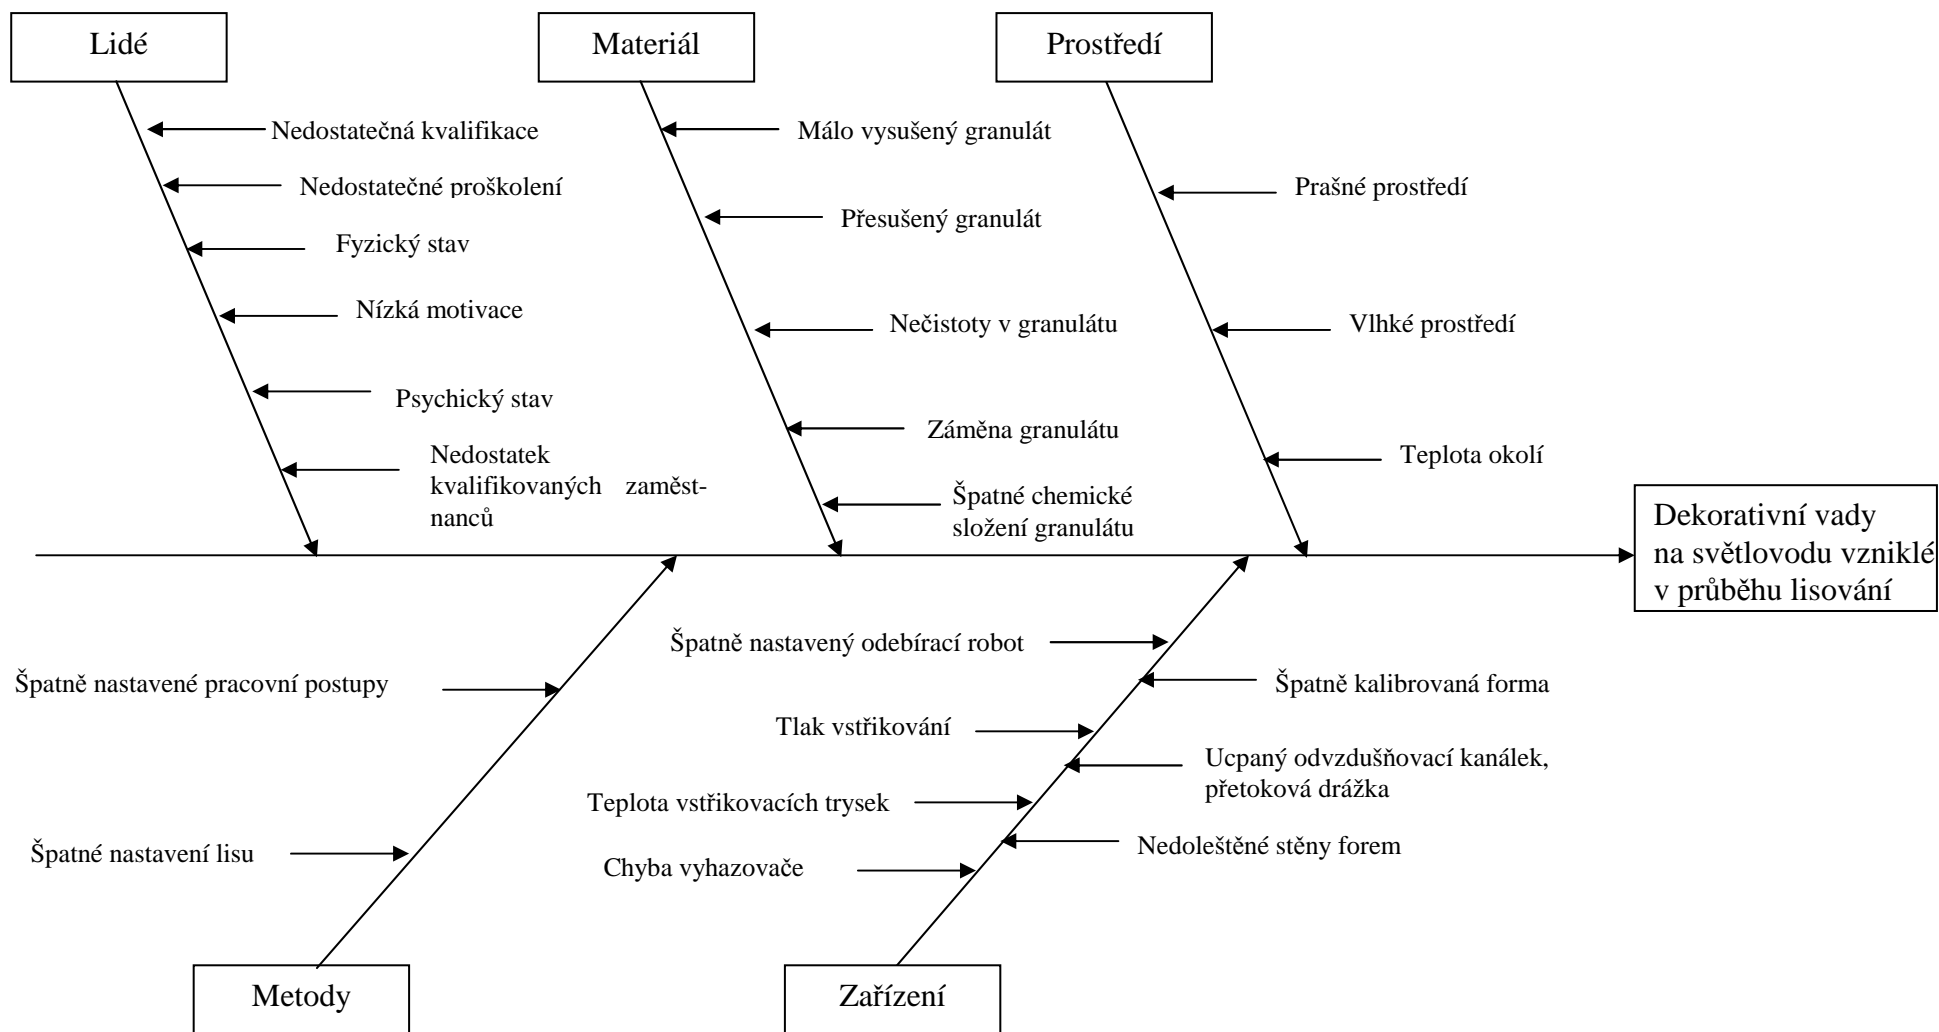 Lidé
Materiál
Prostředí
Nedostatečná kvalifikace
Nedostatečné proškolení
Fyzický stav
Nízká motivace
Psychický stav
Nedostatek
kvalifikovaných zaměst-
nanců
Málo vysušený granulát
Přesušený granulát
Nečistoty v granulátu
Záměna granulátu
Špatné chemické
složení granulátu
Prašné prostředí
Vlhké prostředí
Teplota okolí
Dekorativní vady
na světlovodu vzniklé
v průběhu lisování
Špatně nastavené pracovní postupy
Špatné nastavení lisu
Špatně nastavený odebírací robot
Špatně kalibrovaná forma
Tlak vstřikování
Ucpaný odvzdušňovací kanálek,
přetoková drážka
Teplota vstřikovacích trysek
Nedoleštěné stěny forem
Chyba vyhazovače
Metody
Zařízení